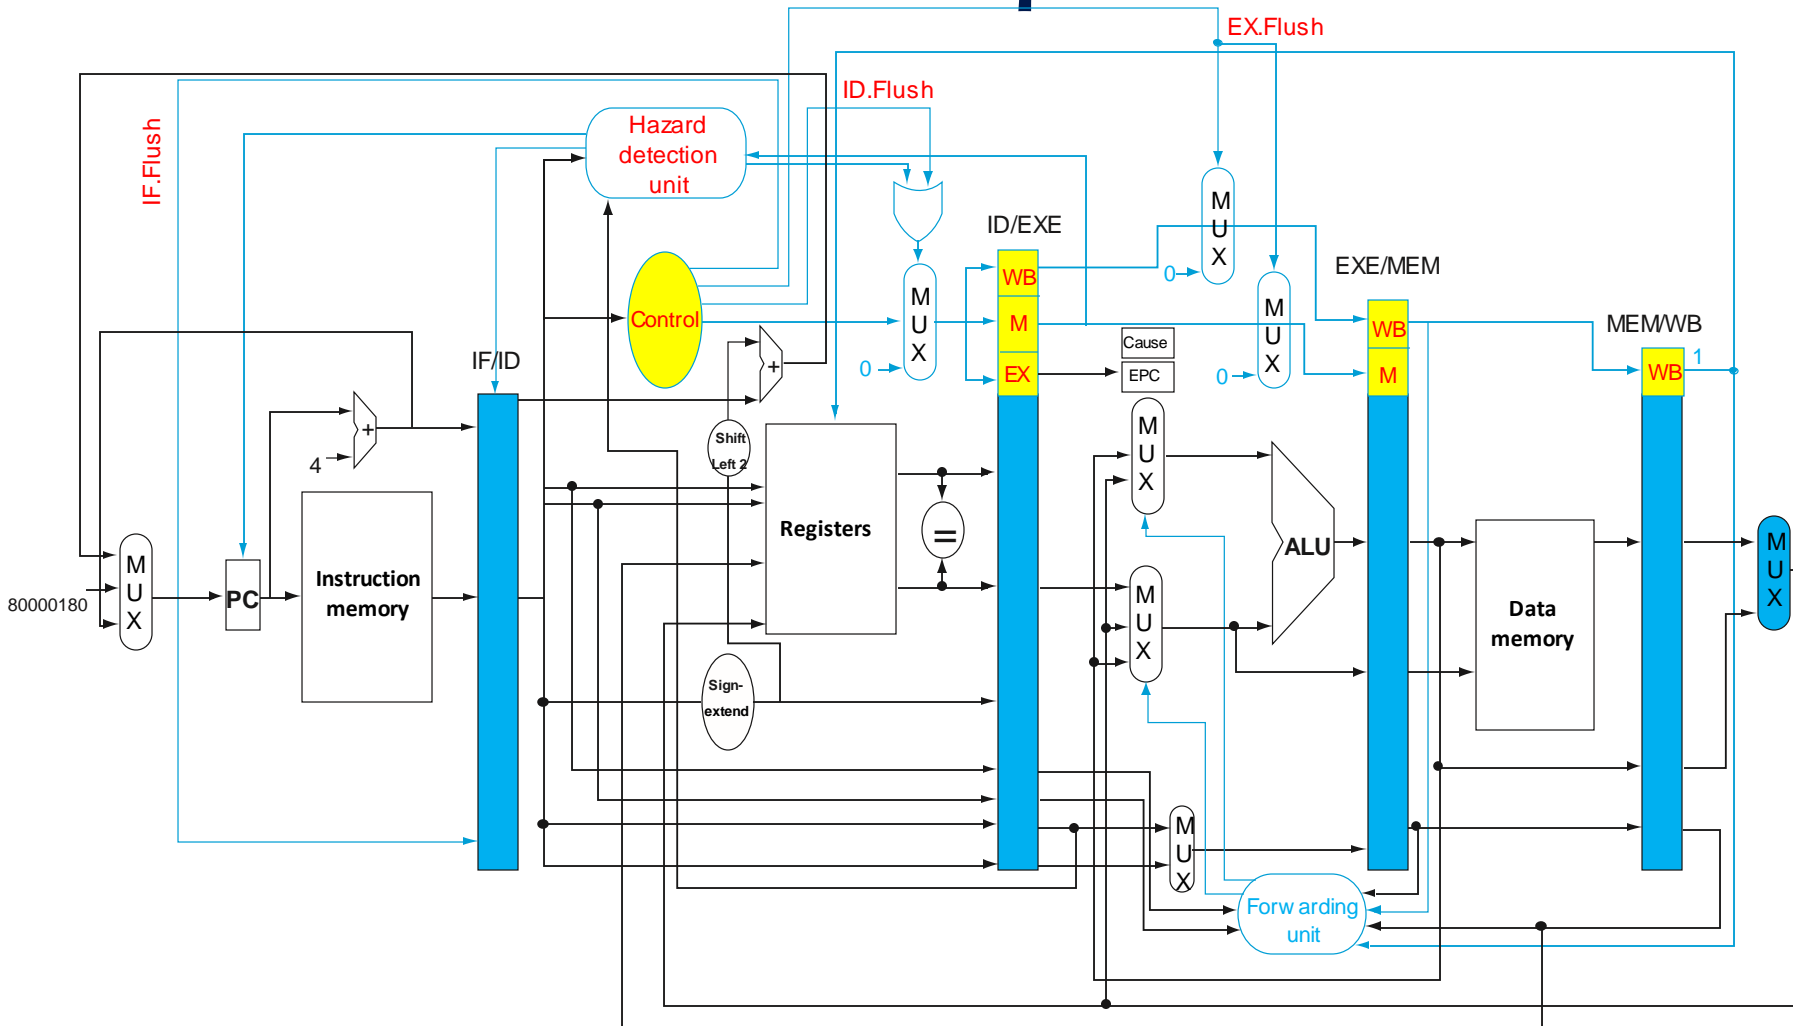 EX.Flush
ID.Flush
IF.Flush
Hazard
detection
unit
M
U
X
ID/EXE
WB
M
EX
0
M
U
X
0
EXE/MEM
M
U
X
0
WB
M
MEM/WB
WB
1
Control
M
U
X
Cause
EPC
IF/ID
+
+
4
Shift
Left 2
Registers
=
M
U
X
ALU
M
U
X
80000180
M
U
X
PC
Instruction
memory
Data
memory
M
U
X
Sign-
extend
M
U
X
Forw arding
unit